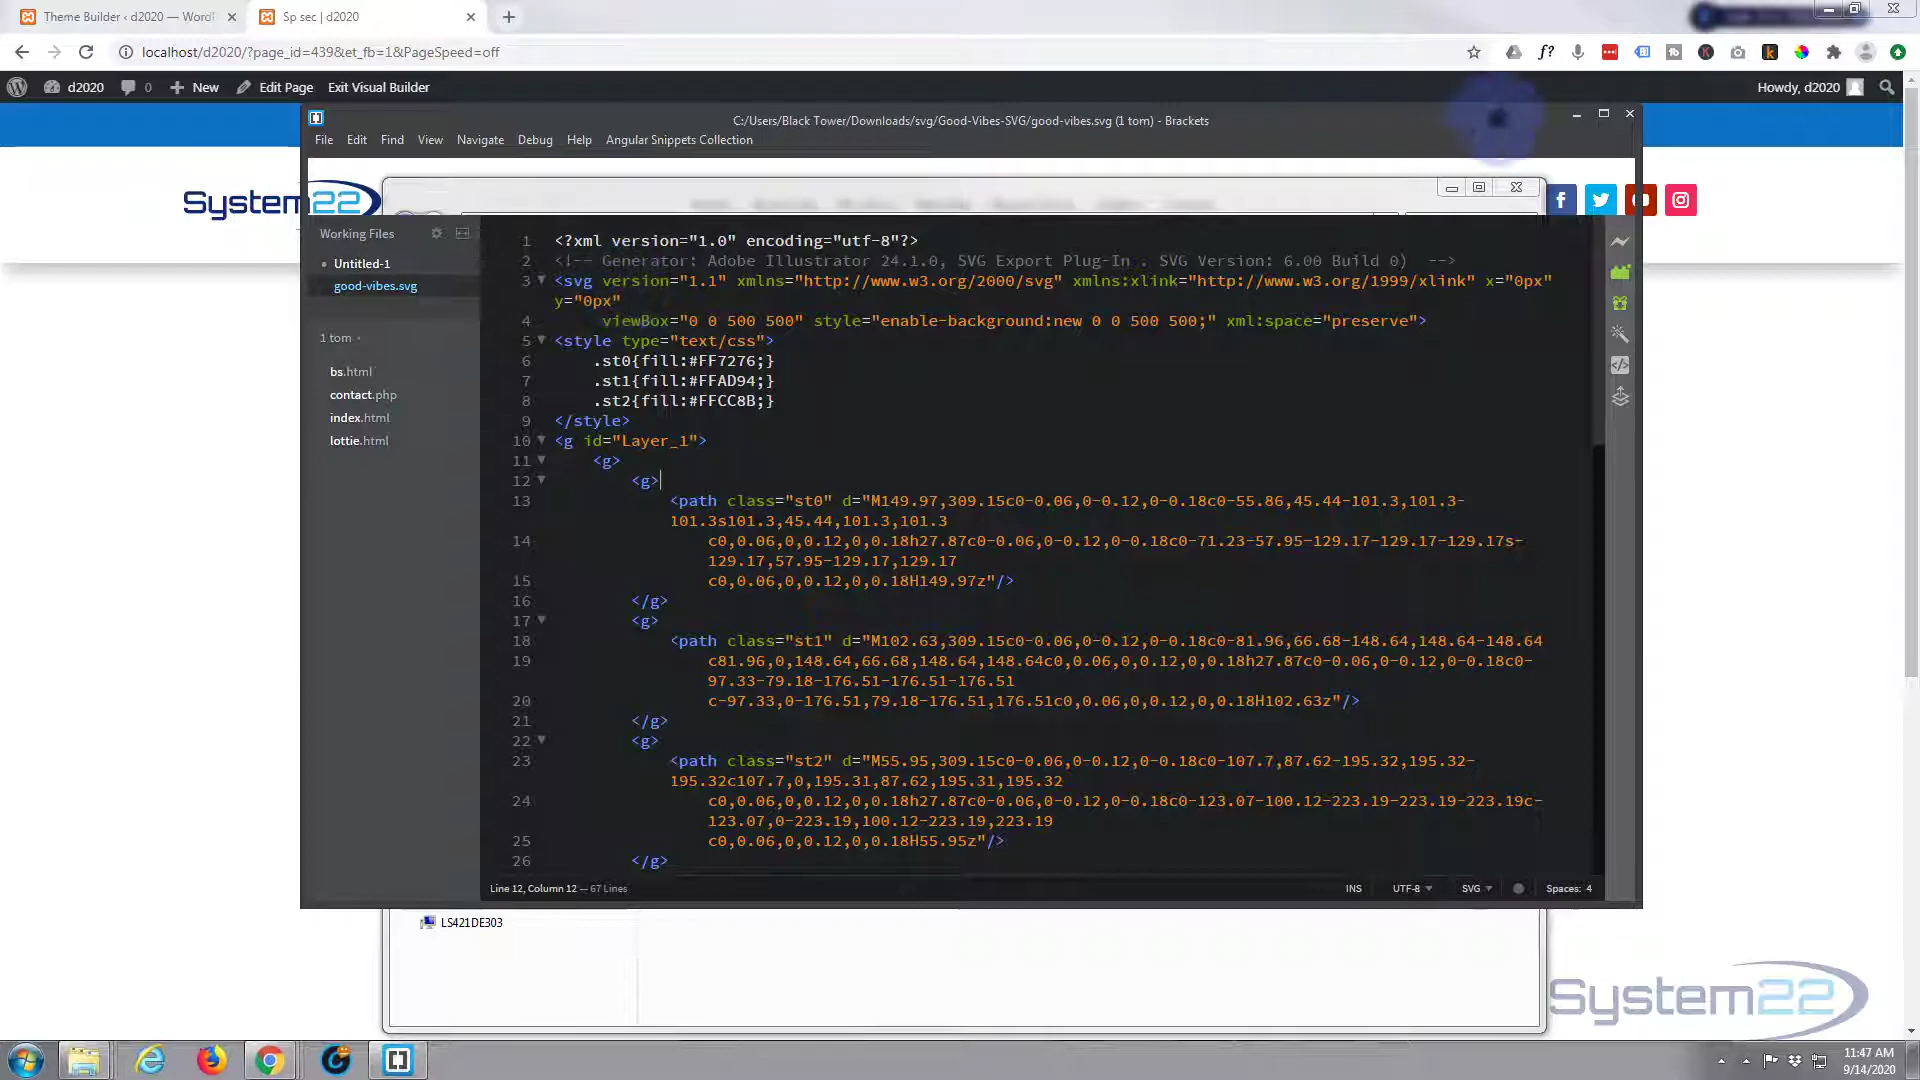 Theme Builder ‹ d2020 — WordP
Sp sec | d2020
localhost/d2020/?page_id=439&et_fb=1&PageSpeed=off
d2020
0
New
Edit Page
Exit Visual Builder
Howdy, d2020
C:/Users/Black Tower/Downloads/svg/Good-Vibes-SVG/good-vibes.svg (1 tom) - Brackets
File Edit Find View Navigate Debug Help Angular Snippets Collection
System22
Working Files
Untitled-1
good-vibes.svg
1 tom
bs.html
contact.php
index.html
lottie.html
1 <?xml version="1.0" encoding="utf-8"?>
2 <!-- Generator: Adobe Illustrator 24.1.0, SVG Export Plug-In . SVG Version: 6.00 Build 0) -->
3 <svg version="1.1" xmlns="http://www.w3.org/2000/svg" xmlns:xlink="http://www.w3.org/1999/xlink" x="0px"
y="0px"
4 viewBox="0 0 500 500" style="enable-background:new 0 0 500 500;" xml:space="preserve">
5 <style type="text/css">
6 .st0{fill:#FF7276;}
7 .st1{fill:#FFAD94;}
8 .st2{fill:#FFCC8B;}
9 </style>
10 <g id="Layer_1">
11 <g>
12 <g>
13 <path class="st0" d="M149.97,309.15c0-0.06,0-0.12,0-0.18c0-55.86,45.44-101.3,101.3-
101.3s101.3,45.44,101.3,101.3
14 c0,0.06,0,0.12,0,0.18h27.87c0-0.06,0-0.12,0-0.18c0-71.23-57.95-129.17-129.17-129.17s-
129.17,57.95-129.17,129.17
15 c0,0.06,0,0.12,0,0.18H149.97z"/>
16 </g>
17 <g>
18 <path class="st1" d="M102.63,309.15c0-0.06,0-0.12,0-0.18c0-81.96,66.68-148.64,148.64-148.64
19 c81.96,0,148.64,66.68,148.64,148.64c0,0.06,0,0.12,0,0.18h27.87c0-0.06,0-0.12,0-0.18c0-
97.33-79.18-176.51-176.51-176.51
20 c-97.33,0-176.51,79.18-176.51,176.51c0,0.06,0,0.12,0,0.18H102.63z"/>
21 </g>
22 <g>
23 <path class="st2" d="M55.95,309.15c0-0.06,0-0.12,0-0.18c0-107.7,87.62-195.32,195.32-
195.32c107.7,0,195.31,87.62,195.31,195.32
24 c0,0.06,0,0.12,0,0.18h27.87c0-0.06,0-0.12,0-0.18c0-123.07-100.12-223.19-223.19-223.19c-
123.07,0-223.19,100.12-223.19,223.19
25 c0,0.06,0,0.12,0,0.18H55.95z"/>
26 </g>
Line 12, Column 12 — 67 Lines
INS UTF-8 SVG Spaces: 4
LS421DE303
System22
11:47 AM
9/14/2020